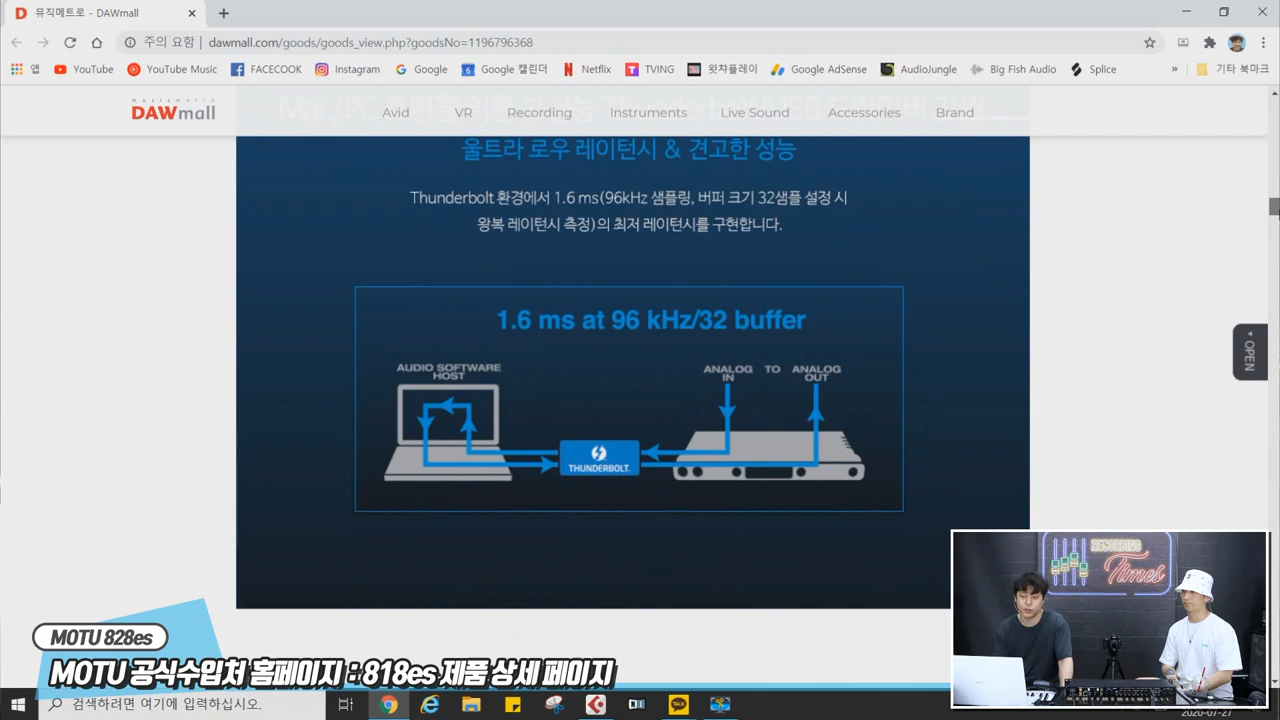 뮤직메트로 - DAWmall
주의 요함 | dawmall.com/goods/goods_view.php?goodsNo=1196796368
앱 YouTube YouTube Music FACECOOK Instagram Google Google 캘린더 Netflix TVING 왓챠플레이 Google AdSense AudioJungle Big Fish Audio Splice » 기타 북마크
DAWmall Avid VR Recording Instruments Live Sound Accessories Brand
울트라 로우 레이턴시 & 견고한 성능
Thunderbolt 환경에서 1.6 ms(96kHz 샘플링, 버퍼 크기 32샘플 설정 시
왕복 레이턴시 측정)의 최저 레이턴시를 구현합니다.
1.6 ms at 96 kHz/32 buffer
AUDIO SOFTWARE
HOST
ANALOG IN TO ANALOG OUT
THUNDERBOLT.
OPEN
RECORDING
Times
MOTU 828es
MOTU 공식수입처 홈페이지 : 818es 제품 상세 페이지
검색하려면 여기에 입력하십시오.
TALK
2020-07-27